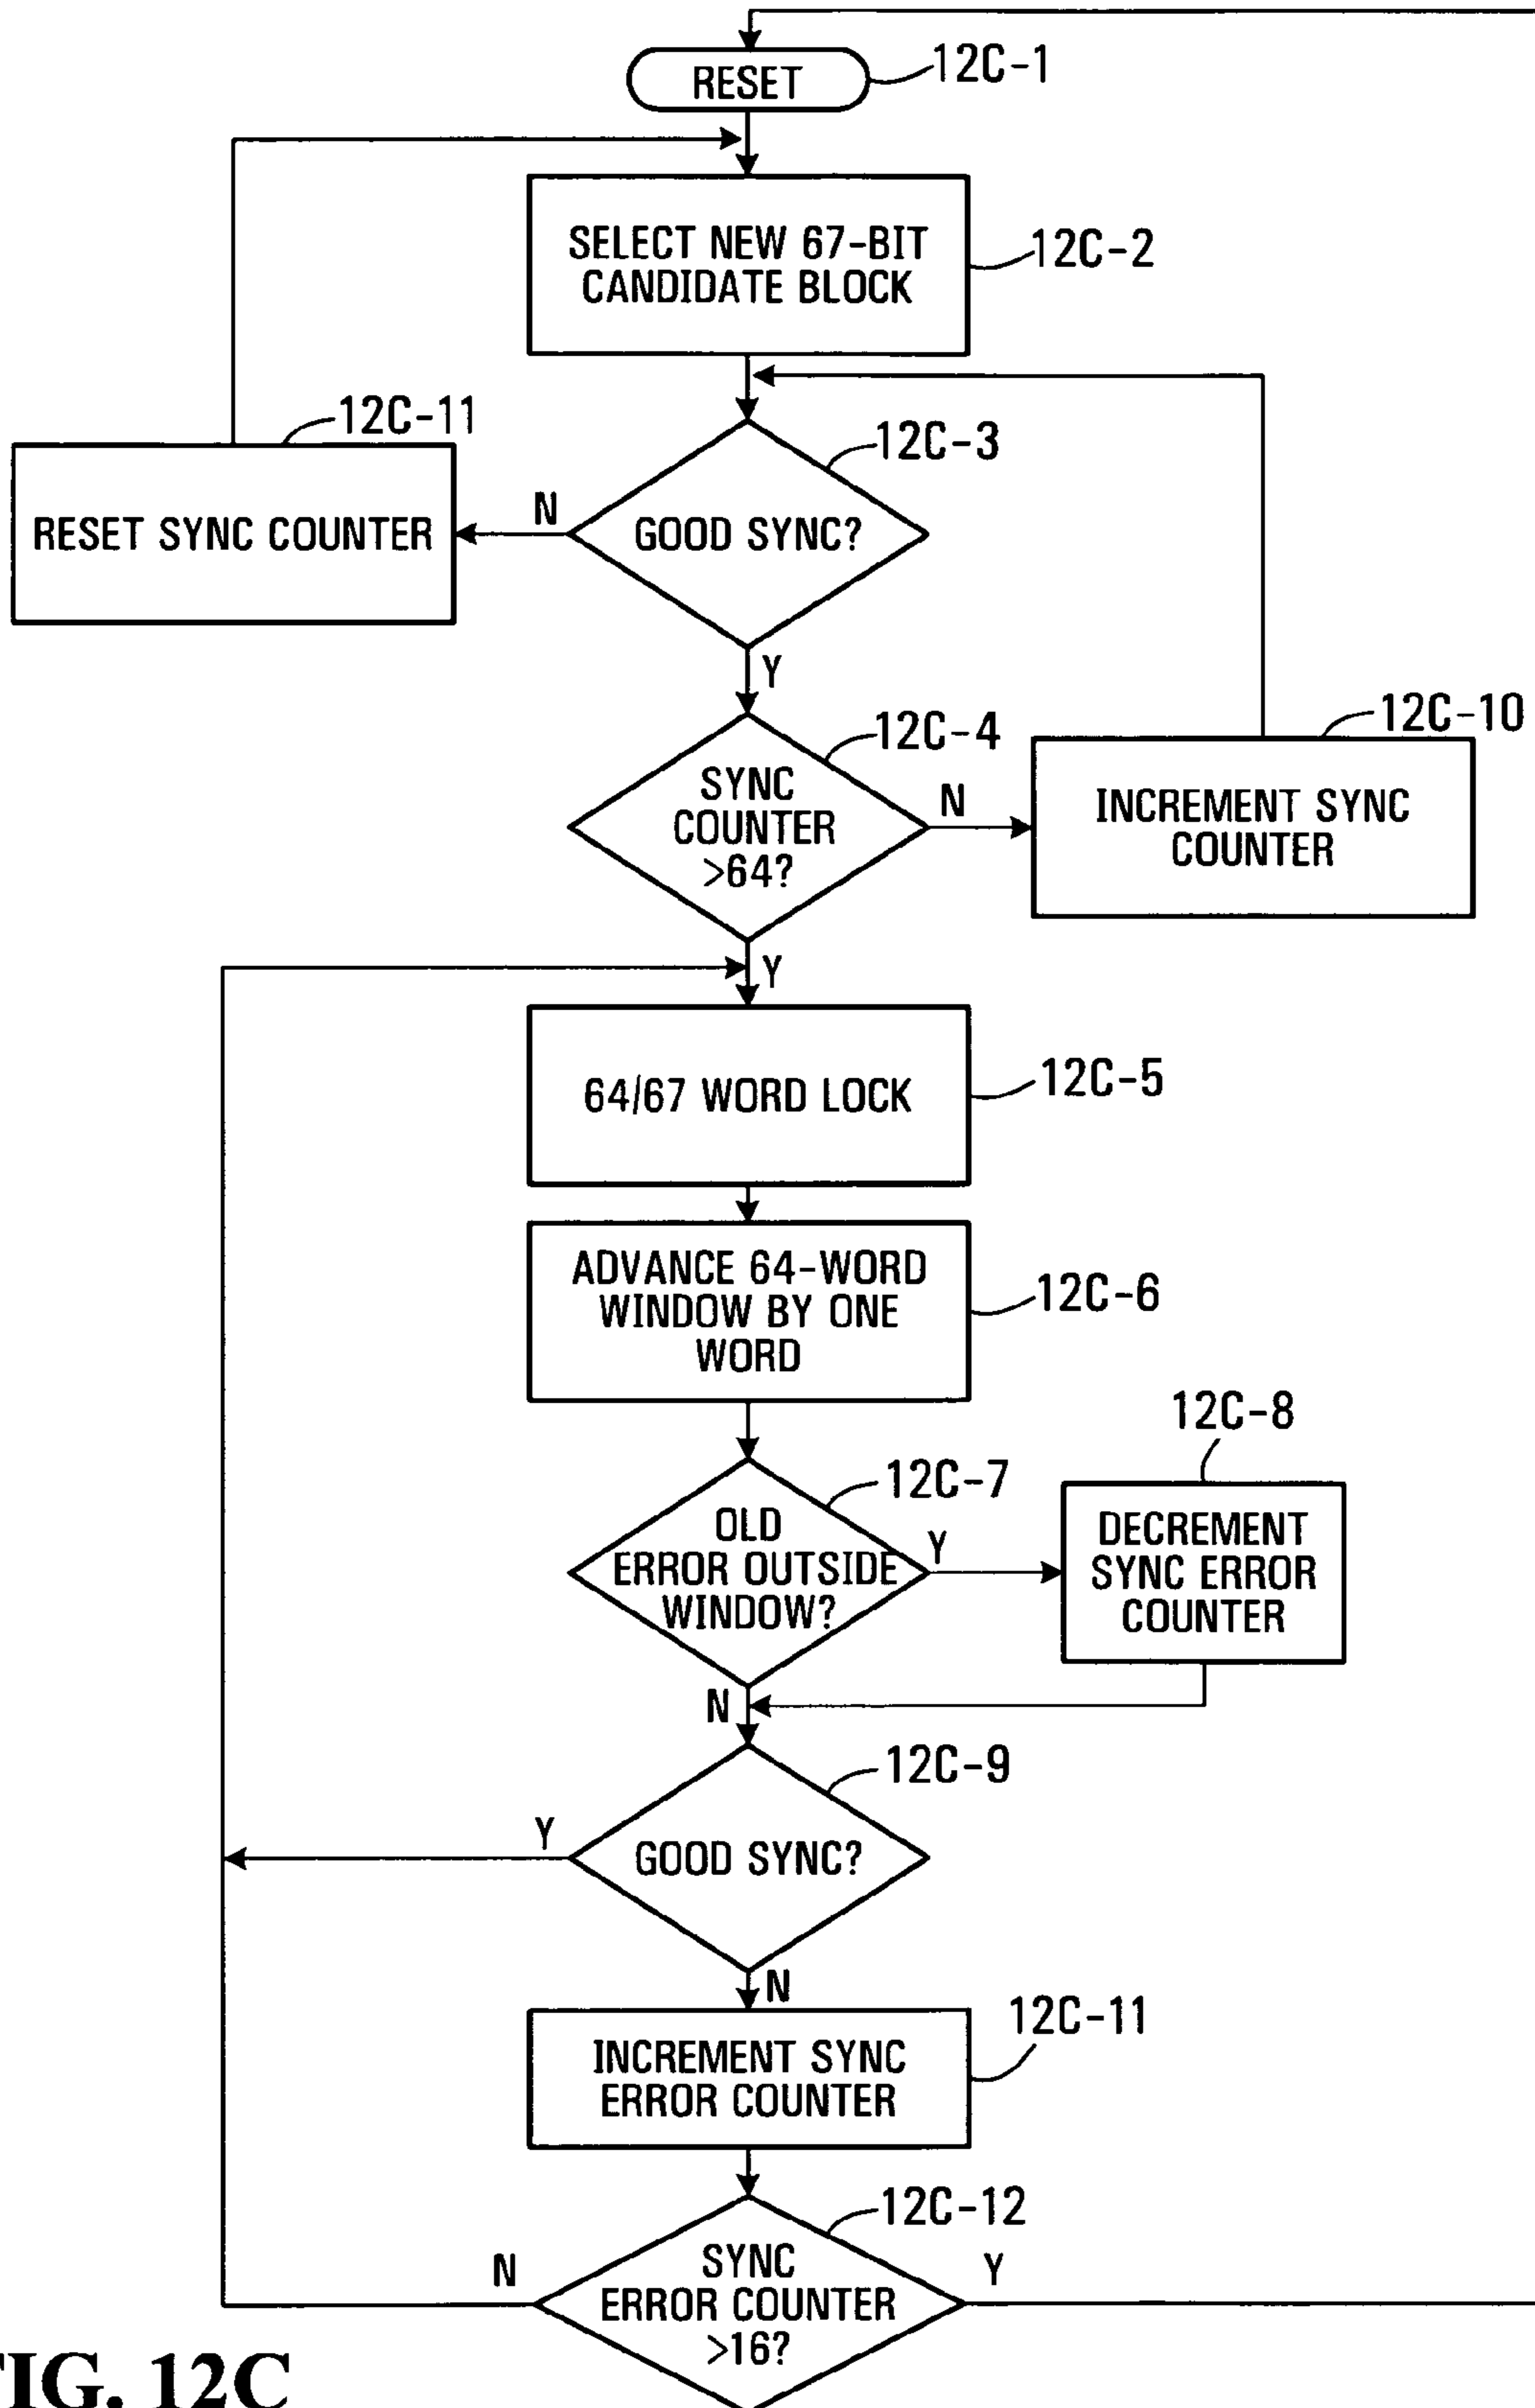 RESET
12C-1
SELECT NEW 67-BIT
CANDIDATE BLOCK
12C-2
12C-11
RESET SYNC COUNTER
N
GOOD SYNC?
12C-3
Y
SYNC
COUNTER
>64?
12C-4
N
12C-10
INCREMENT SYNC
COUNTER
Y
64/67 WORD LOCK
12C-5
ADVANCE 64-WORD
WINDOW BY ONE
WORD
12C-6
OLD
ERROR OUTSIDE
WINDOW?
12C-7
Y
12C-8
DECREMENT
SYNC ERROR
COUNTER
N
12C-9
Y
GOOD SYNC?
N
INCREMENT SYNC
ERROR COUNTER
12C-11
12C-12
N
SYNC
ERROR COUNTER
>16?
Y
IG. 12C